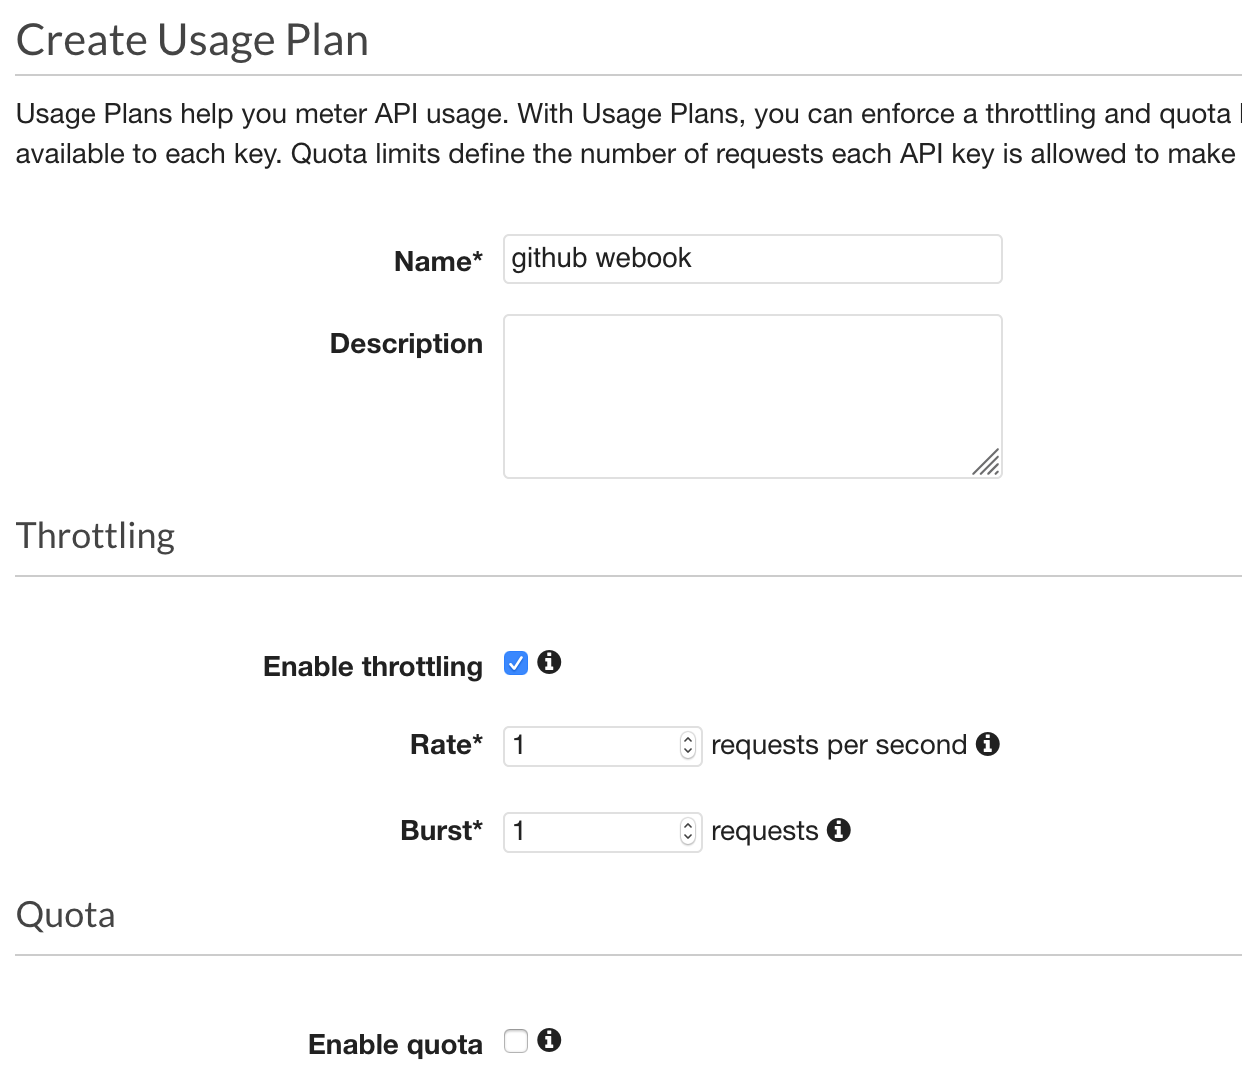 Create Usage Plan
Usage Plans help you meter API usage. With Usage Plans, you can enforce a throttling and quota
available to each key. Quota limits define the number of requests each API key is allowed to make
Name* github webook
Description
Throttling
Enable throttling
Rate* 1 requests per second
Burst* 1 requests
Quota
Enable quota